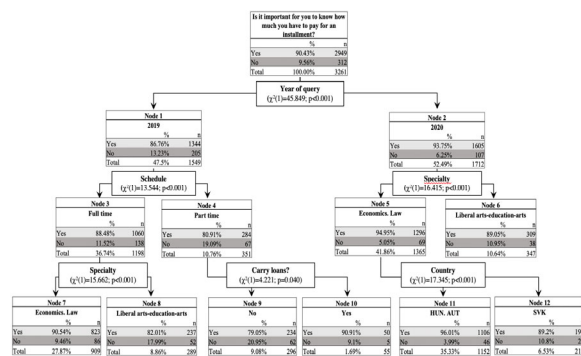 Is it important for you to know how
much you have to pay for an
installment?
% n
Yes 90.43% 2949
No 9.56% 312
Total 100.00% 3261
Year of query
(χ²(1)=45.849; p<0.001)
Node 1
2019
% n
Yes 86.76% 1344
No 13.23% 205
Total 47.5% 1549
Node 2
2020
% n
Yes 93.75% 1605
No 6.25% 107
Total 52.49% 1712
Schedule
(χ²(1)=13.544; p<0.001)
Specialty
(χ²(1)=16.415; p<0.001)
Node 3
Full time
% n
Yes 88.48% 1060
No 11.52% 138
Total 36.74% 1198
Node 4
Part time
% n
Yes 80.91% 284
No 19.09% 67
Total 10.76% 351
Node 5
Economics. Law
% n
Yes 94.95% 1296
No 5.05% 69
Total 41.86% 1365
Node 6
Liberal arts-education-arts
% n
Yes 89.05% 309
No 10.95% 38
Total 10.64% 347
Specialty
(χ²(1)=15.662; p<0.001)
Carry loans?
(χ²(1)=4.221; p=0.040)
Country
(χ²(1)=17.345; p<0.001)
Node 7
Economics. Law
% n
Yes 90.54% 823
No 9.46% 86
Total 27.87% 909
Node 8
Liberal arts-education-arts
% n
Yes 82.01% 237
No 17.99% 52
Total 8.86% 289
Node 9
No
% n
Yes 79.05% 234
No 20.95% 62
Total 9.08% 296
Node 10
Yes
% n
Yes 90.91% 50
No 9.1% 5
Total 1.69% 55
Node 11
HUN. AUT
% n
Yes 96.01% 1106
No 3.99% 46
Total 35.33% 1152
Node 12
SVK
%
Yes 89.2% 19
No 10.8%
Total 6.53% 21